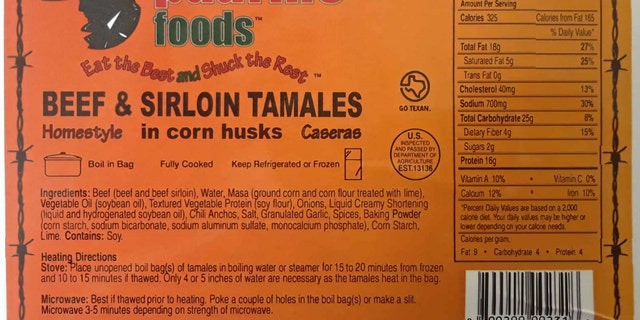 foods™
Eat the Best and Shuck the Rest ™
BEEF & SIRLOIN TAMALES
Homestyle in corn husks Caseras
Boil in Bag Fully Cooked Keep Refrigerated or Frozen
GO TEXAN.
U.S.
INSPECTED
AND PASSED BY
DEPARTMENT OF
AGRICULTURE
EST.13136
Ingredients: Beef (beef and beef sirloin), Water, Masa (ground corn and corn flour treated with lime),
Vegetable Oil (soybean oil), Textured Vegetable Protein (soy flour), Onions, Liquid Creamy Shortening
(liquid and hydrogenated soybean oil), Chili Anchos, Salt, Granulated Garlic, Spices, Baking Powder
(corn starch, sodium bicarbonate, sodium aluminum sulfate, monocalcium phosphate), Corn Starch,
Lime. Contains: Soy.
Heating Directions
Stove: Place unopened boil bag(s) of tamales in boiling water or steamer for 15 to 20 minutes from frozen
and 10 to 15 minutes if thawed. Only 4 or 5 inches of water are necessary as the tamales heat in the bag.
Microwave: Best if thawed prior to heating. Poke a couple of holes in the boil bag(s) or make a slit.
Microwave 3-5 minutes depending on strength of microwave.
Amount Per Serving
Calories 325 Calories from Fat 165
% Daily Value*
Total Fat 18g 27%
Saturated Fat 5g 25%
Trans Fat 0g
Cholesterol 40mg 13%
Sodium 700mg 30%
Total Carbohydrate 25g 8%
Dietary Fiber 4g 15%
Sugars 2g
Protein 16g
Vitamin A 10% • Vitamin C 0%
Calcium 12% • Iron 10%
*Percent Daily Values are based on a 2,000
calorie diet. Your daily values may be higher or
lower depending on your calorie needs.
Calories per gram:
Fat 9 • Carbohydrate 4 • Protein 4